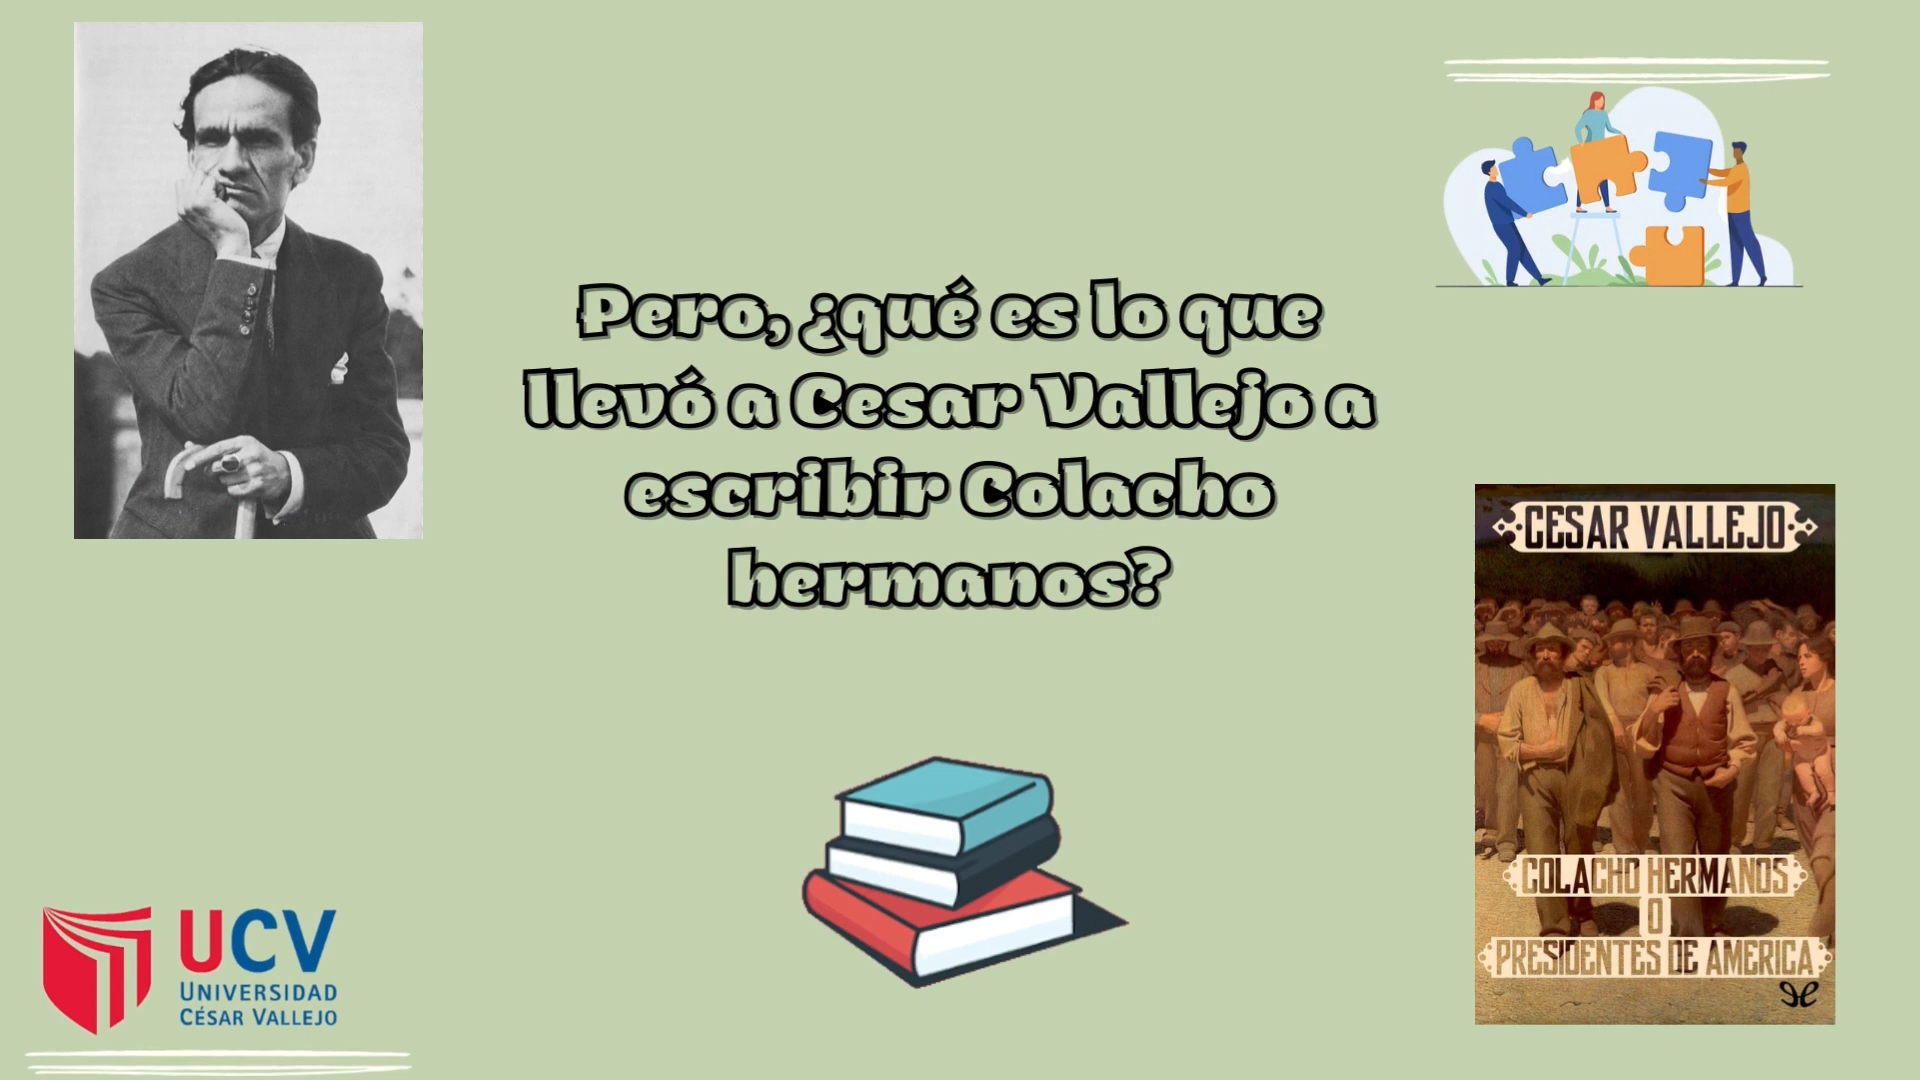 Pero, ¿qué es lo que
llevó a Cesar Vallejo a
escribir Colacho
hermanos?
CESAR VALLEJO
COLACHO HERMANOS
O
PRESIDENTES DE AMERICA
UCV
UNIVERSIDAD
CÉSAR VALLEJO